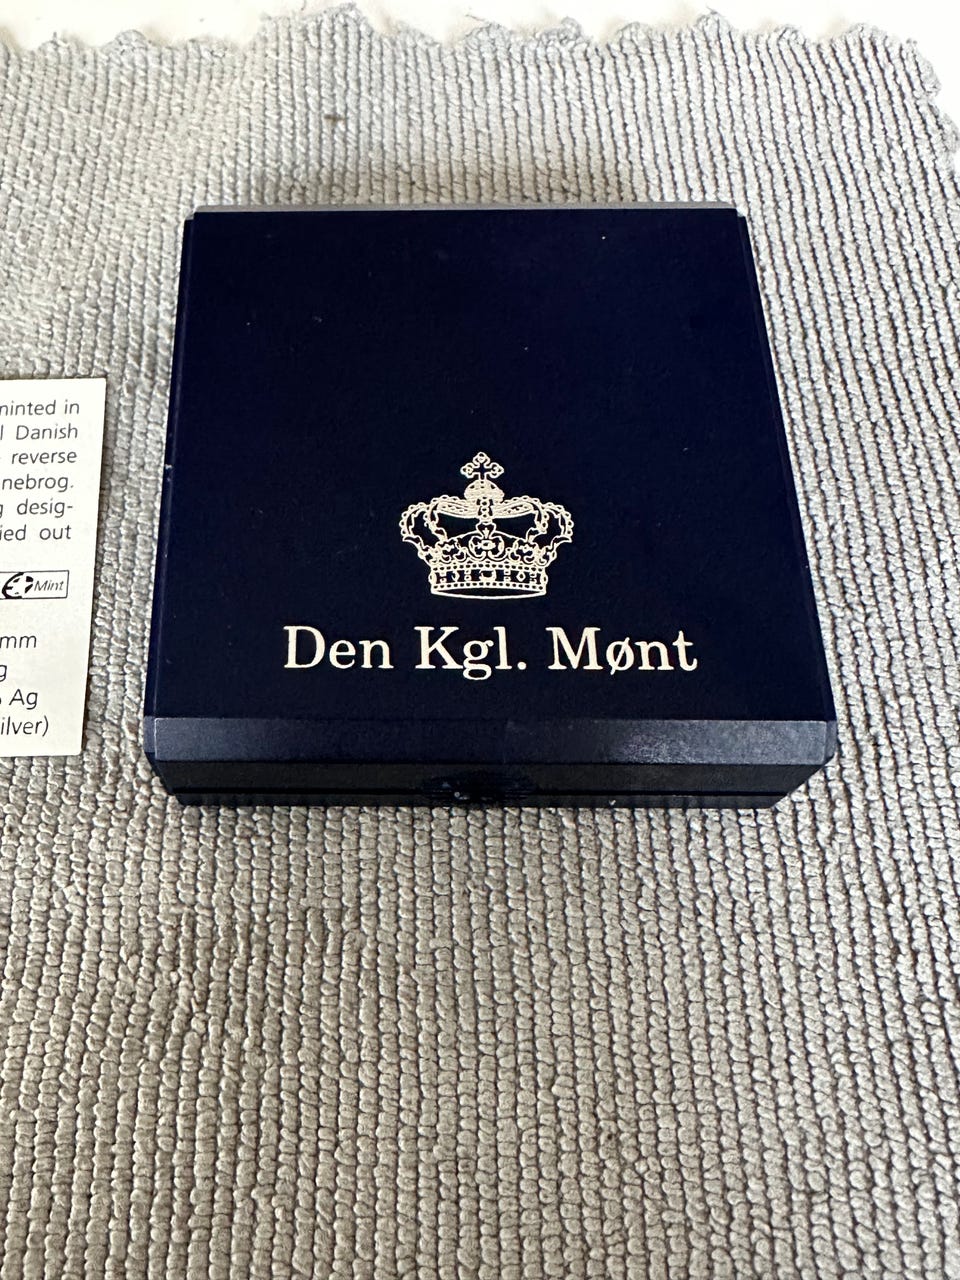 minted in
l Danish
reverse
nebrog.
g desig-
ied out
Mint
mm
g
Ag
ilver)
Den Kgl. Mønt